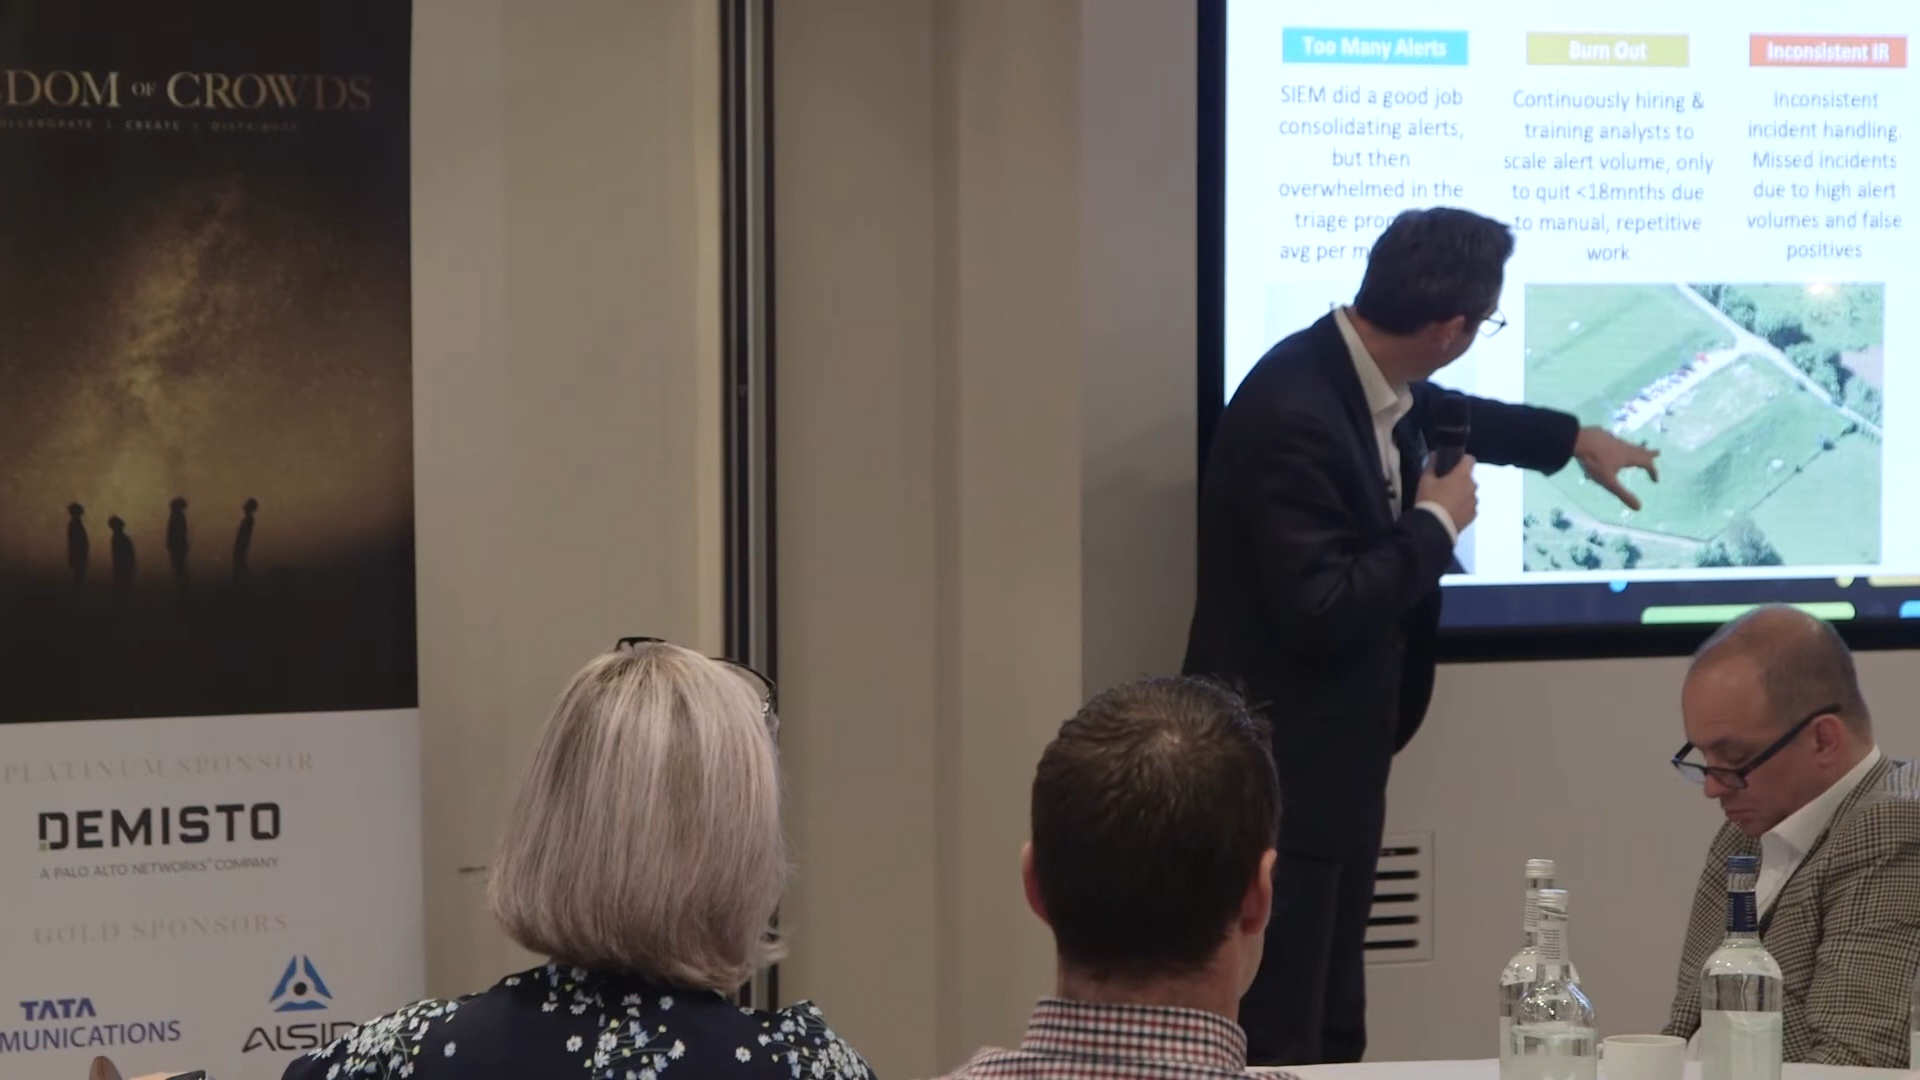 DOM OF CROWDS
CREATE
PLATINUM SPONSOR
DEMISTO
A PALO ALTO NETWORKS® COMPANY
GOLD SPONSORS
TATA
MUNICATIONS
Too Many Alerts
SIEM did a good job
consolidating alerts,
but then
overwhelmed in the
triage
avg per
Burn Out
Continuously hiring &
training analysts to
scale alert volume, only
to quit <18mnths due
to manual, repetitive
work
Inconsistent IR
Inconsistent
incident handling.
Missed incidents
due to high alert
volumes and false
positives